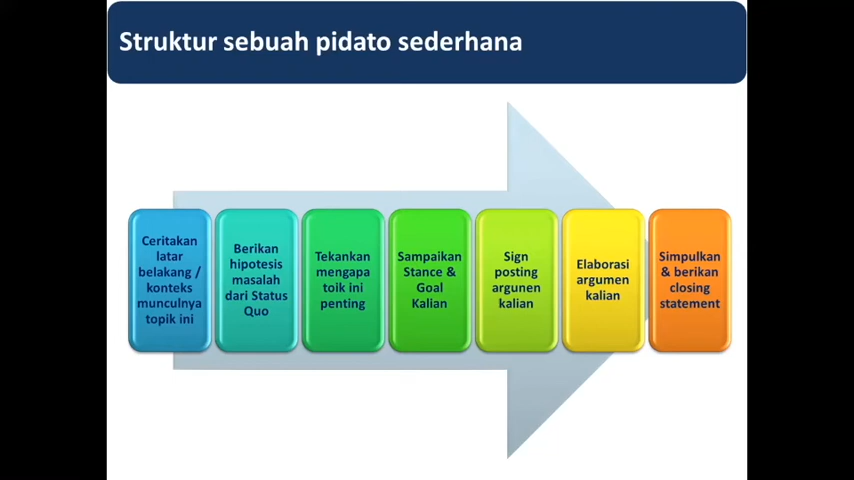 Struktur sebuah pidato sederhana
Ceritakan
latar
belakang /
konteks
munculnya
topik ini
Berikan
hipotesis
masalah
dari Status
Quo
Tekankan
mengapa
toik ini
penting
Sampaikan
Stance &
Goal
Kalian
Sign
posting
argunen
kalian
Elaborasi
argumen
kalian
Simpulkan
& berikan
closing
statement